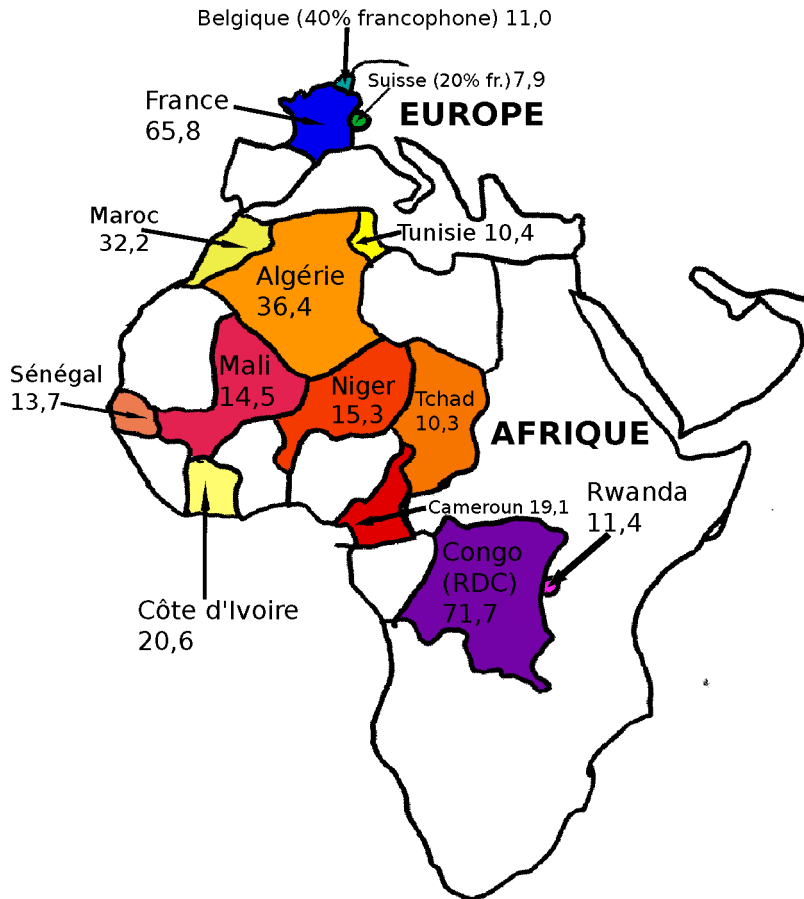 Belgique (40% francophone) 11,0
Suisse (20% fr.) 7,9
France
65,8
EUROPE
Maroc
32,2
Tunisie 10,4
Algérie
36,4
Mali
14,5
Niger
15,3
Tchad
10,3
Sénégal
13,7
AFRIQUE
Cameroun 19,1
Rwanda
11,4
Congo
(RDC)
71,7
Côte d'Ivoire
20,6